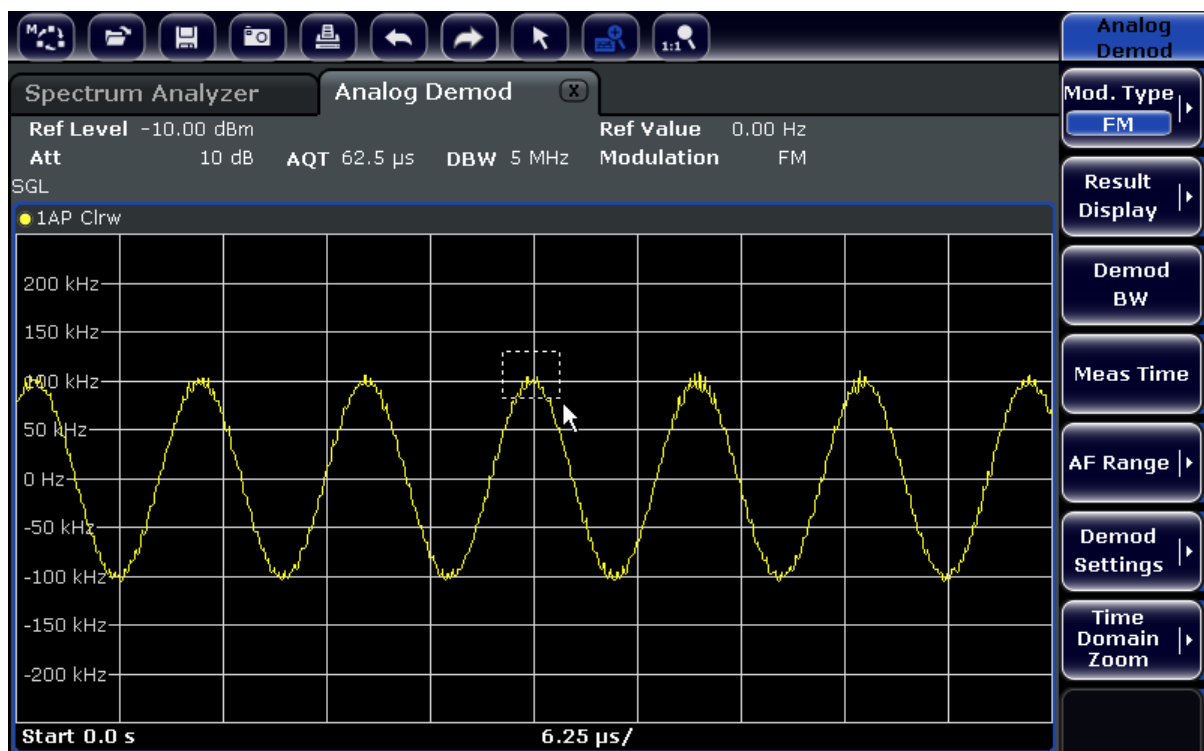 M
1:1
Analog
Demod
Spectrum Analyzer
Analog Demod
X
Ref Level -10.00 dBm
Ref Value 0.00 Hz
Att 10 dB AQT 62.5 µs DBW 5 MHz Modulation FM
SGL
1AP Clrw
200 kHz
150 kHz
100 kHz
50 kHz
0 Hz
-50 kHz
-100 kHz
-150 kHz
-200 kHz
Start 0.0 s
6.25 µs/
Mod. Type
FM
Result
Display
Demod
BW
Meas Time
AF Range
Demod
Settings
Time
Domain
Zoom